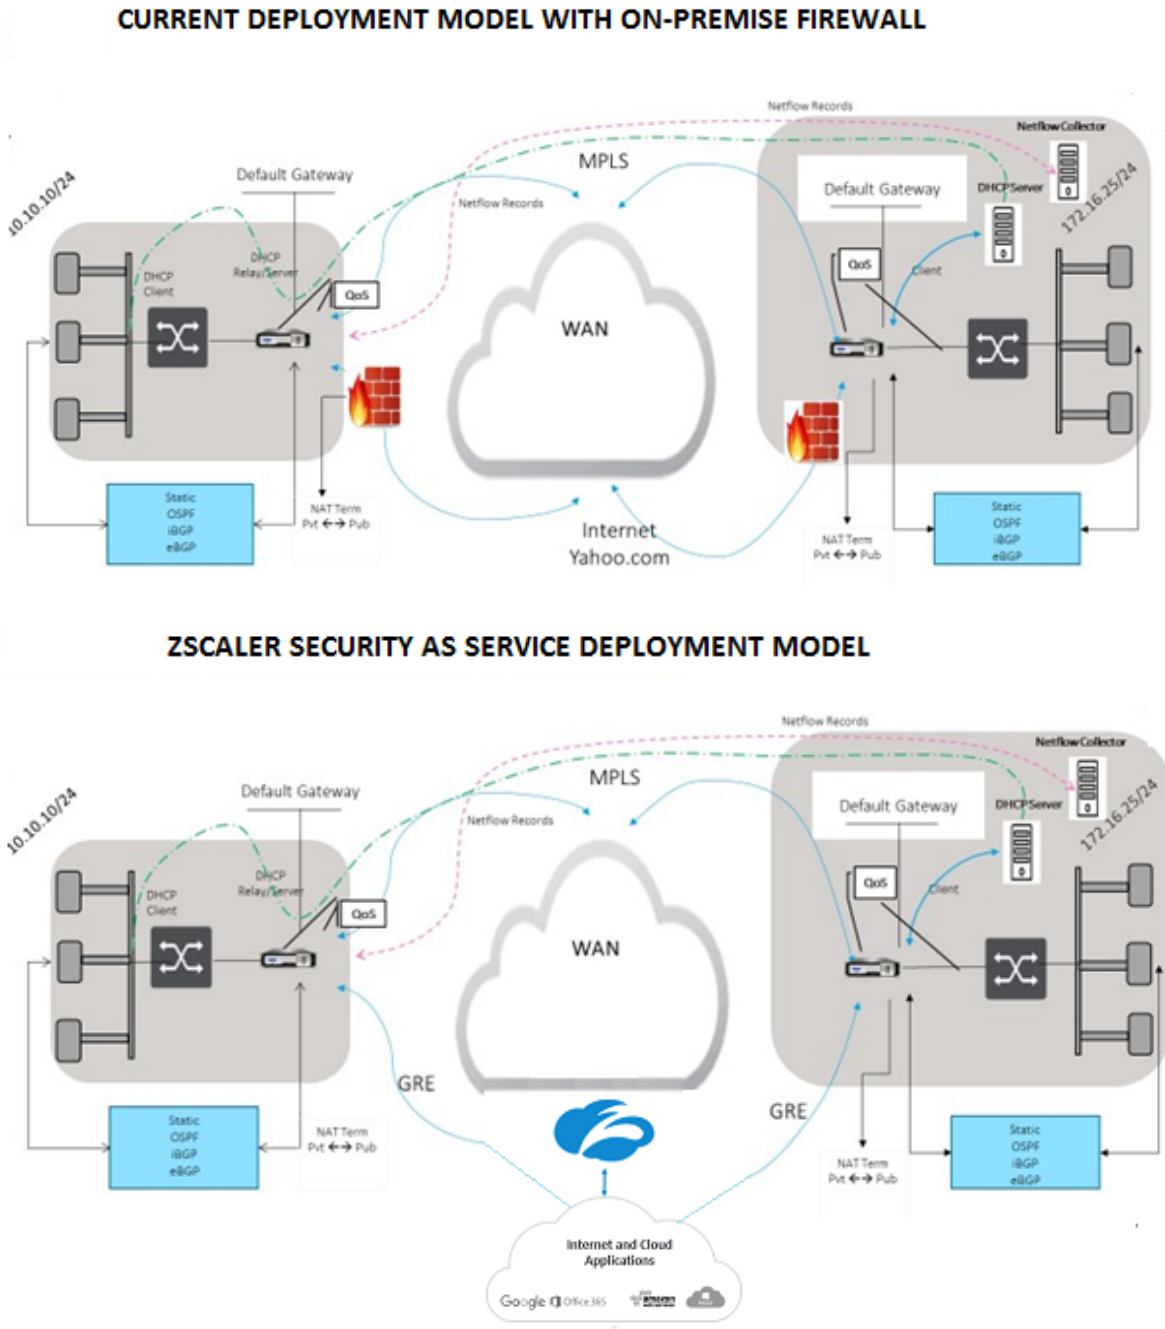 CURRENT DEPLOYMENT MODEL WITH ON-PREMISE FIREWALL
Netflow Records
Netflow Collector
MPLS
Default Gateway
Default Gateway
DHCP Server
10.10.10/24
172.16.25/24
Netflow Records
DHCP
Relay/Server
DHCP
Client
QoS
QoS
Client
WAN
Static
OSPF
iBGP
eBGP
NAT Term
Pvt ←→ Pub
Internet
Yahoo.com
NAT Term
Pvt ←→ Pub
Static
OSPF
iBGP
eBGP
ZSCALER SECURITY AS SERVICE DEPLOYMENT MODEL
Netflow Records
Netflow Collector
MPLS
Default Gateway
Default Gateway
DHCP Server
10.10.10/24
172.16.25/24
Netflow Records
DHCP
Relay/Server
DHCP
Client
QoS
QoS
Client
WAN
GRE
GRE
Static
OSPF
iBGP
eBGP
NAT Term
Pvt ←→ Pub
NAT Term
Pvt ←→ Pub
Static
OSPF
iBGP
eBGP
Internet and Cloud
Applications
Google Office 365 amazon